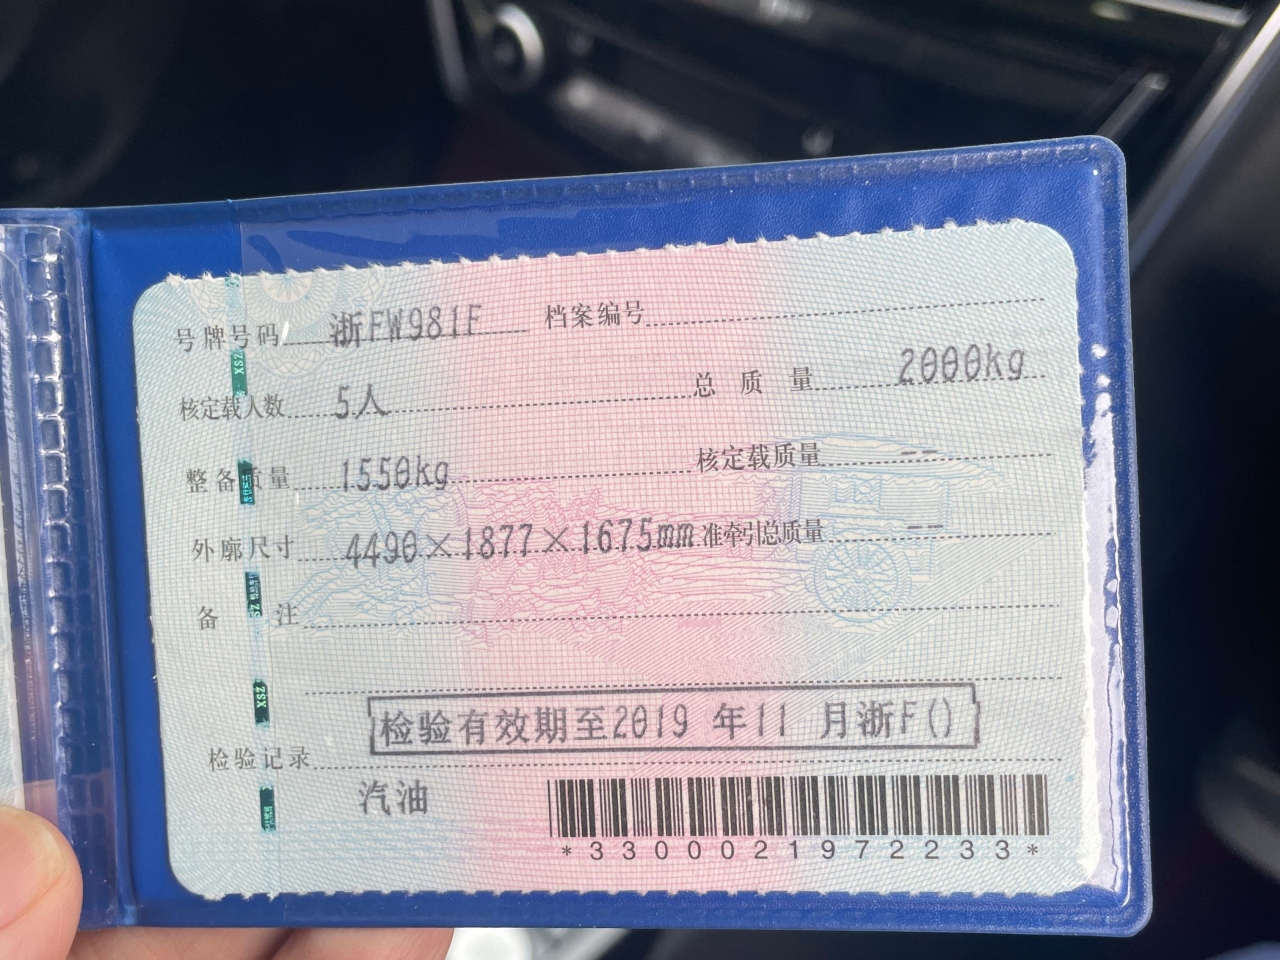 号牌号码 浙FW981F 档案编号
核定载人数 5人 总质量 2000kg
整备质量 1550kg 核定载质量 --
外廓尺寸 4490×1877×1675mm 准牵引总质量 --
备注
检验记录 检验有效期至2019 年11 月浙F()
汽油
*3300021972233*
XSZ
XSZ